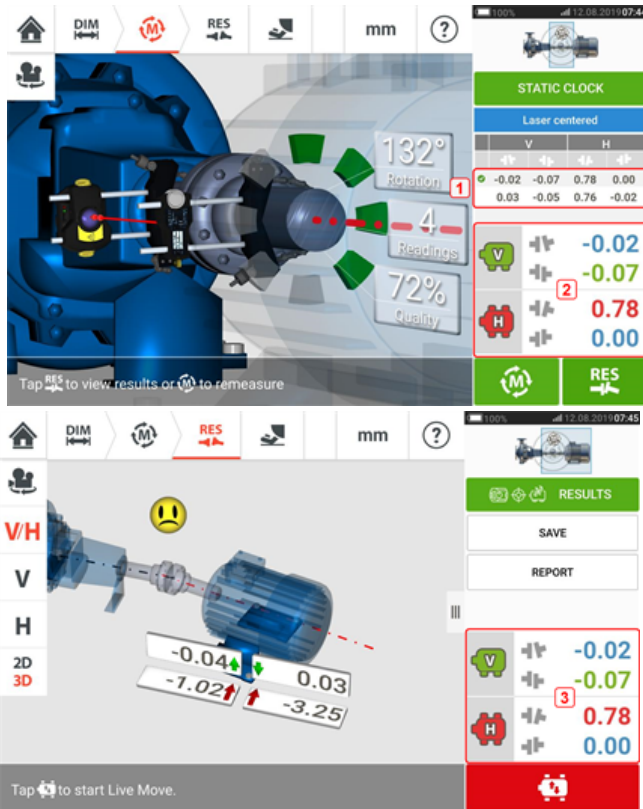 DIM
M
RES
mm
?
100% 12.08.2019 07:44
STATIC CLOCK
Laser centered
V H
-0.02 -0.07 0.78 0.00
0.03 -0.05 0.76 -0.02
1
132°
Rotation
4
Readings
72%
Quality
V
-0.02
-0.07
2
H
0.78
0.00
Tap RES to view results or M to remeasure
M
RES
DIM
M
RES
mm
?
100% 12.08.2019 07:45
RESULTS
SAVE
REPORT
V/H
V
H
2D
3D
-0.04 0.03
-1.02 -3.25
V
-0.02
-0.07
3
H
0.78
0.00
Tap to start Live Move.